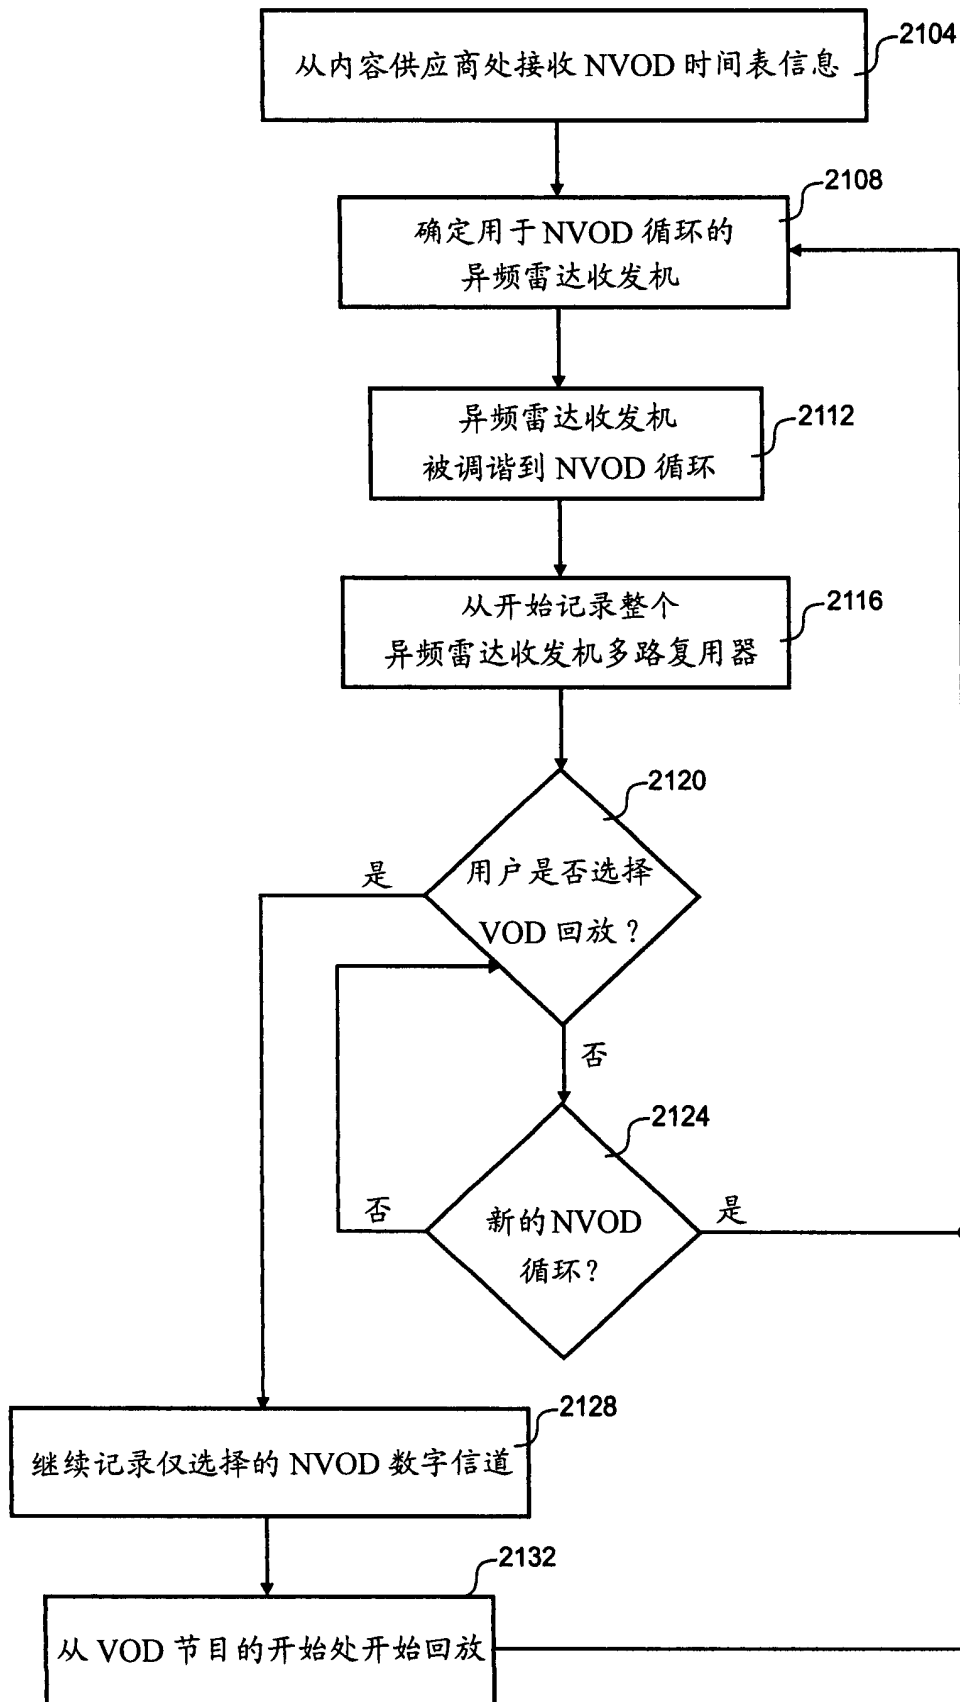 从内容供应商处接收 NVOD 时间表信息
2104
2108
确定用于 NVOD 循环的
异频雷达收发机
异频雷达收发机
2112
被调谐到 NVOD 循环
从开始记录整个
2116
异频雷达收发机多路复用器
2120
用户是否选择
是
VOD 回放？
否
2124
否
新的NVOD
是
循环？
2128
继续记录仅选择的 NVOD 数字信道
2132
从 VOD 节目的开始处开始回放